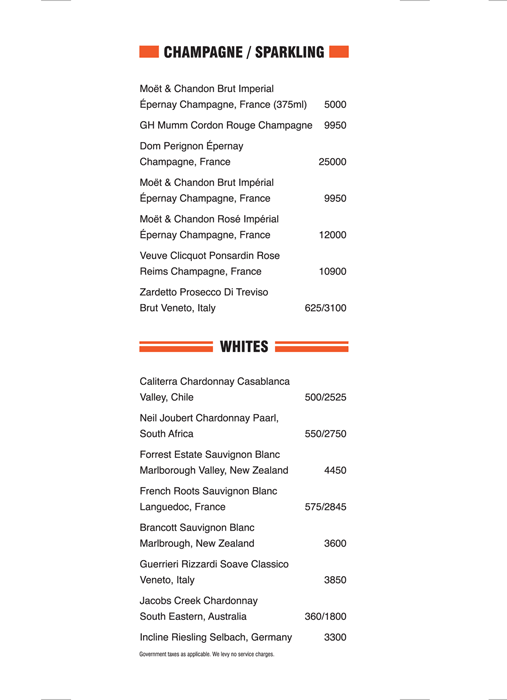 CHAMPAGNE / SPARKLING
Moët & Chandon Brut Imperial
Épernay Champagne, France (375ml) 5000
GH Mumm Cordon Rouge Champagne 9950
Dom Perignon Épernay
Champagne, France 25000
Moët & Chandon Brut Impérial
Épernay Champagne, France 9950
Moët & Chandon Rosé Impérial
Épernay Champagne, France 12000
Veuve Clicquot Ponsardin Rose
Reims Champagne, France 10900
Zardetto Prosecco Di Treviso
Brut Veneto, Italy 625/3100
WHITES
Caliterra Chardonnay Casablanca
Valley, Chile 500/2525
Neil Joubert Chardonnay Paarl,
South Africa 550/2750
Forrest Estate Sauvignon Blanc
Marlborough Valley, New Zealand 4450
French Roots Sauvignon Blanc
Languedoc, France 575/2845
Brancott Sauvignon Blanc
Marlbrough, New Zealand 3600
Guerrieri Rizzardi Soave Classico
Veneto, Italy 3850
Jacobs Creek Chardonnay
South Eastern, Australia 360/1800
Incline Riesling Selbach, Germany 3300
Government taxes as applicable. We levy no service charges.